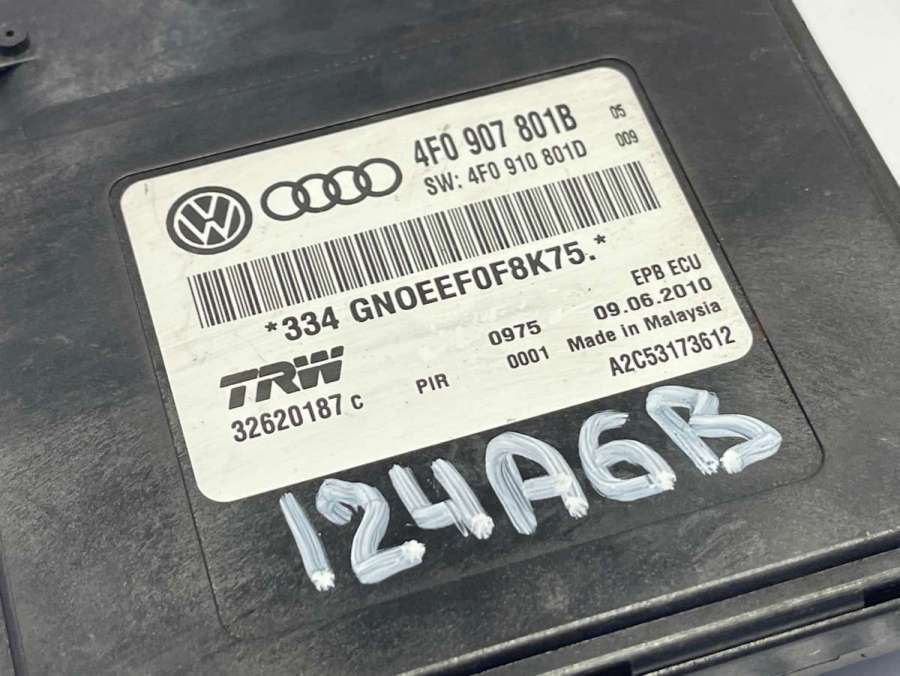 4F0 907 801B 05
SW: 4F0 910 801D 009
*334 GN0EEF0F8K75.*
EPB ECU
TRW 0975 09.06.2010
PIR 0001 Made in Malaysia
32620187 C A2C53173612
124A6B